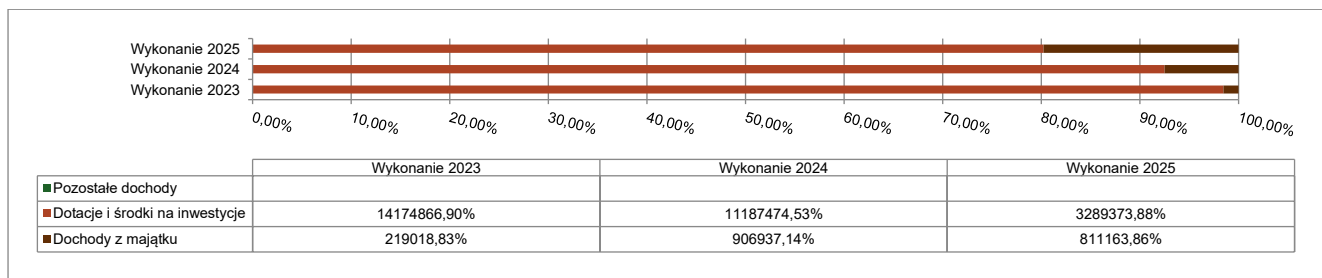 Wykonanie 2025
Wykonanie 2024
Wykonanie 2023
0,00% 10,00% 20,00% 30,00% 40,00% 50,00% 60,00% 70,00% 80,00% 90,00% 100,00%
Wykonanie 2023 Wykonanie 2024 Wykonanie 2025
Pozostałe dochody
Dotacje i środki na inwestycje 14174866,90% 11187474,53% 3289373,88%
Dochody z majątku 219018,83% 906937,14% 811163,86%